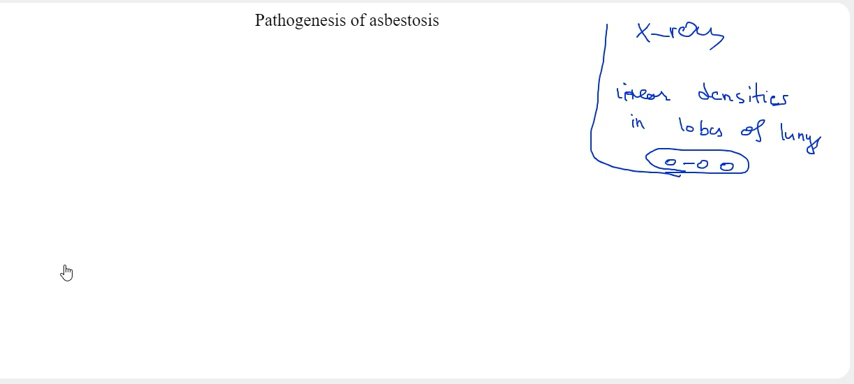 Pathogenesis of asbestosis
X-ray
linear densities
in lobes of lungs